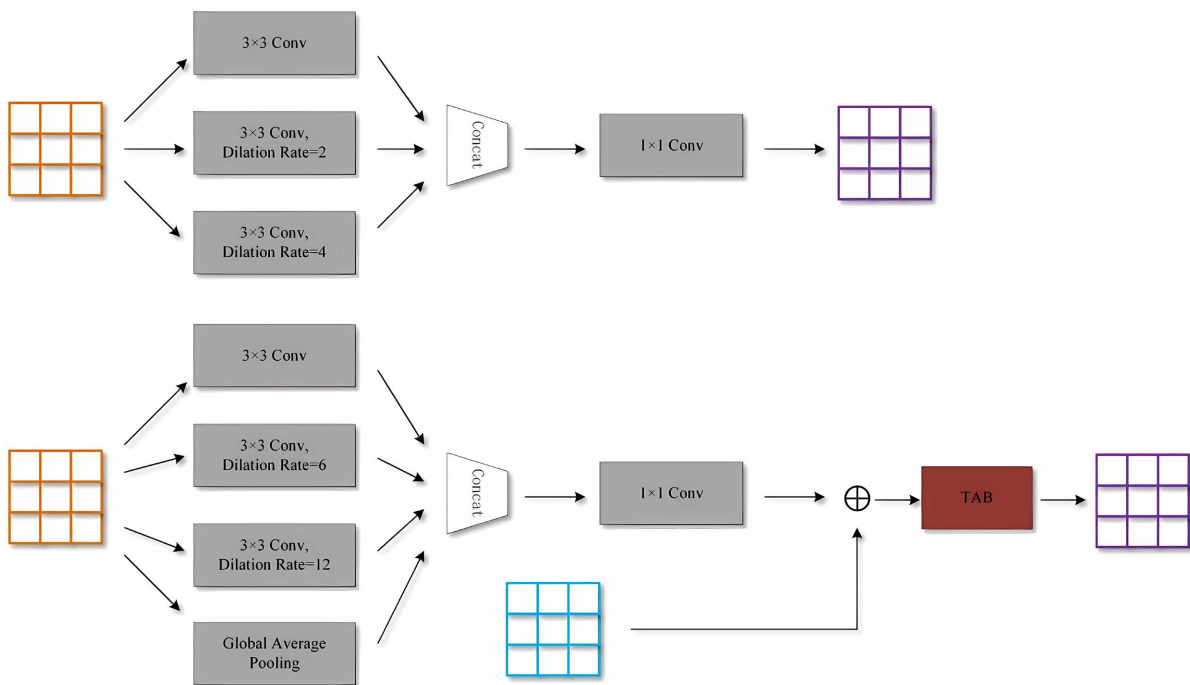 3×3 Conv
3×3 Conv,
Dilation Rate=2
3×3 Conv,
Dilation Rate=4
Concat
1×1 Conv
3×3 Conv
3×3 Conv,
Dilation Rate=6
3×3 Conv,
Dilation Rate=12
Global Average
Pooling
Concat
1×1 Conv
TAB